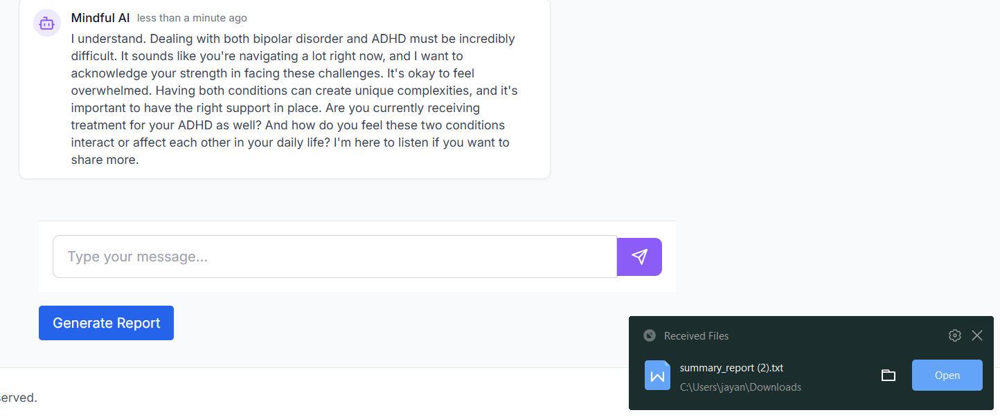 Mindful AI less than a minute ago
I understand. Dealing with both bipolar disorder and ADHD must be incredibly
difficult. It sounds like you're navigating a lot right now, and I want to
acknowledge your strength in facing these challenges. It's okay to feel
overwhelmed. Having both conditions can create unique complexities, and it's
important to have the right support in place. Are you currently receiving
treatment for your ADHD as well? And how do you feel these two conditions
interact or affect each other in your daily life? I'm here to listen if you want to
share more.
Type your message...
Generate Report
Received Files
summary_report (2).txt
C:\Users\jayan\Downloads
Open
served.